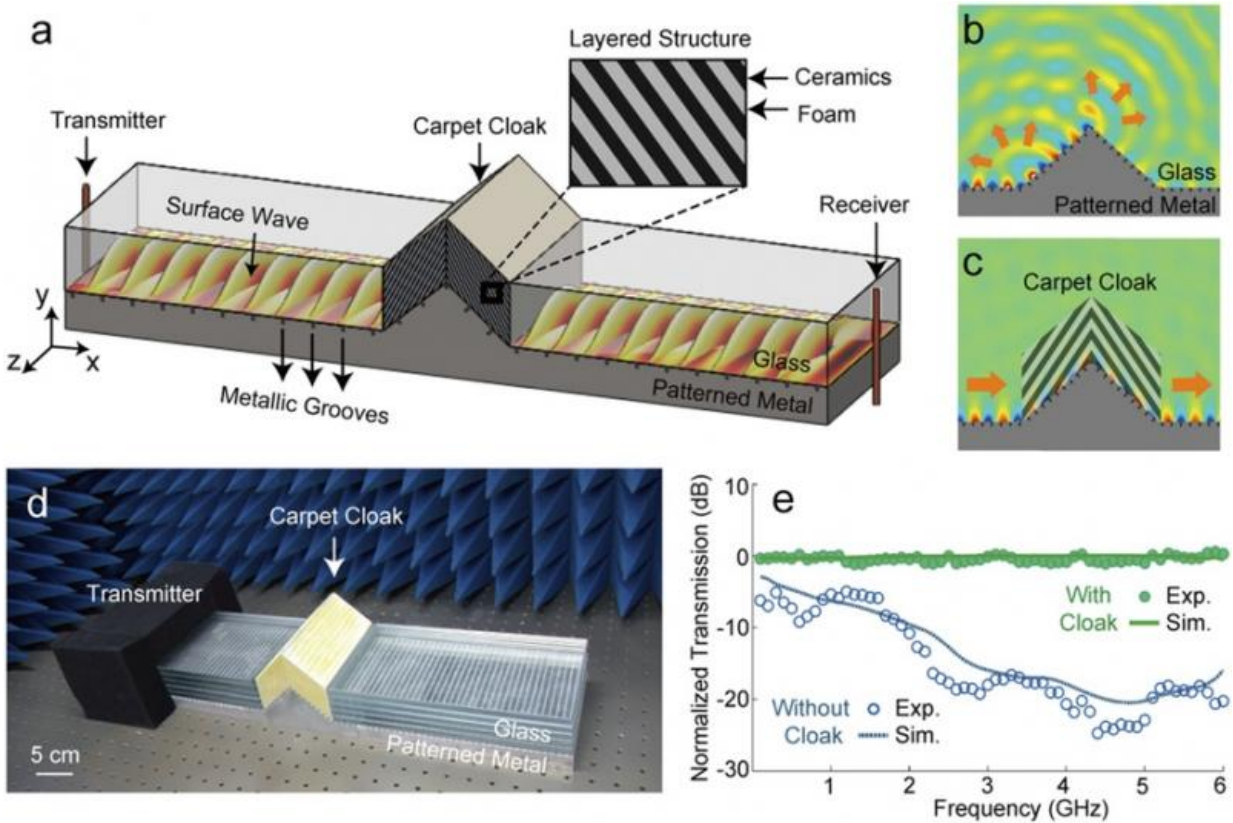 a
Layered Structure
Ceramics
Foam
Transmitter
Carpet Cloak
Surface Wave
Receiver
y
z
x
Glass
Patterned Metal
Metallic Grooves
b
Glass
Patterned Metal
c
Carpet Cloak
d
Carpet Cloak
Transmitter
Glass
Patterned Metal
5 cm
e
Normalized Transmission (dB)
10
0
-10
-20
-30
With Exp.
Cloak Sim.
Without Exp.
Cloak Sim.
1 2 3 4 5 6
Frequency (GHz)